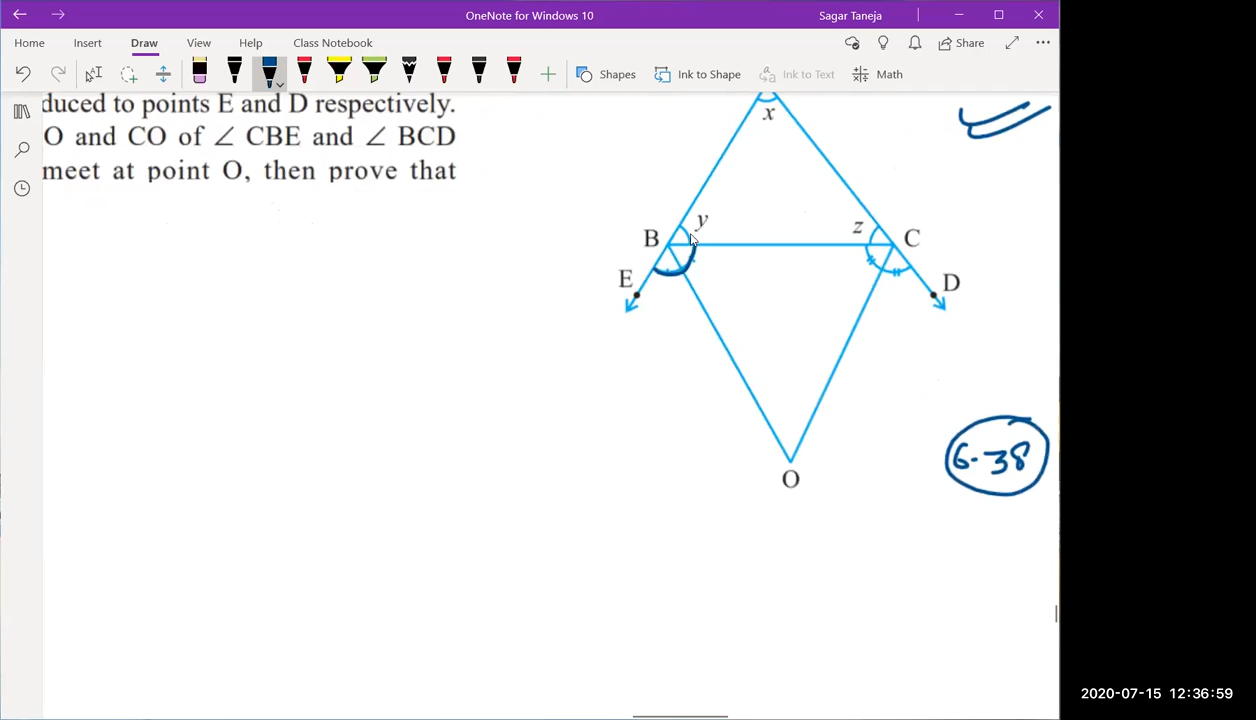 OneNote for Windows 10
Sagar Taneja
Home Insert Draw View Help Class Notebook
Share
Shapes Ink to Shape Ink to Text Math
duced to points E and D respectively.
O and CO of ∠ CBE and ∠ BCD
meet at point O, then prove that
x
y
B
z
C
E
D
6.38
O
2020-07-15 12:36:59